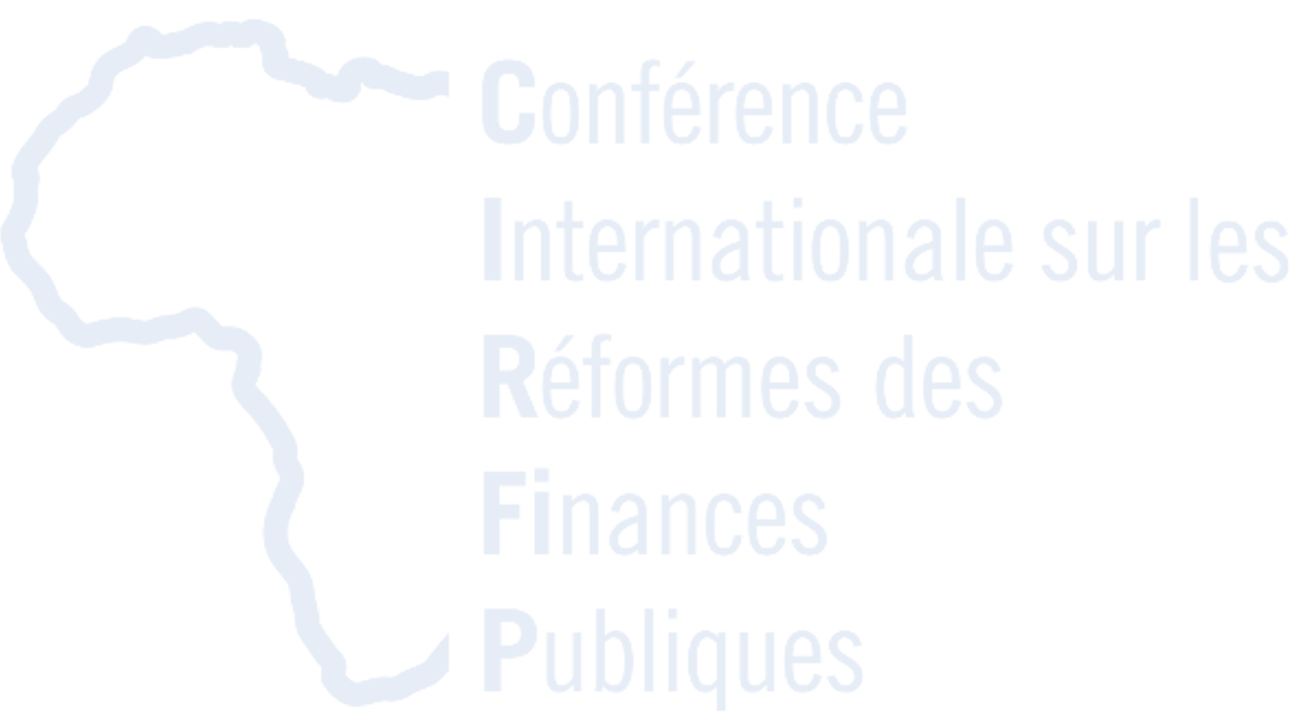 Conférence
Internationale sur les
Réformes des
Finances
Publiques